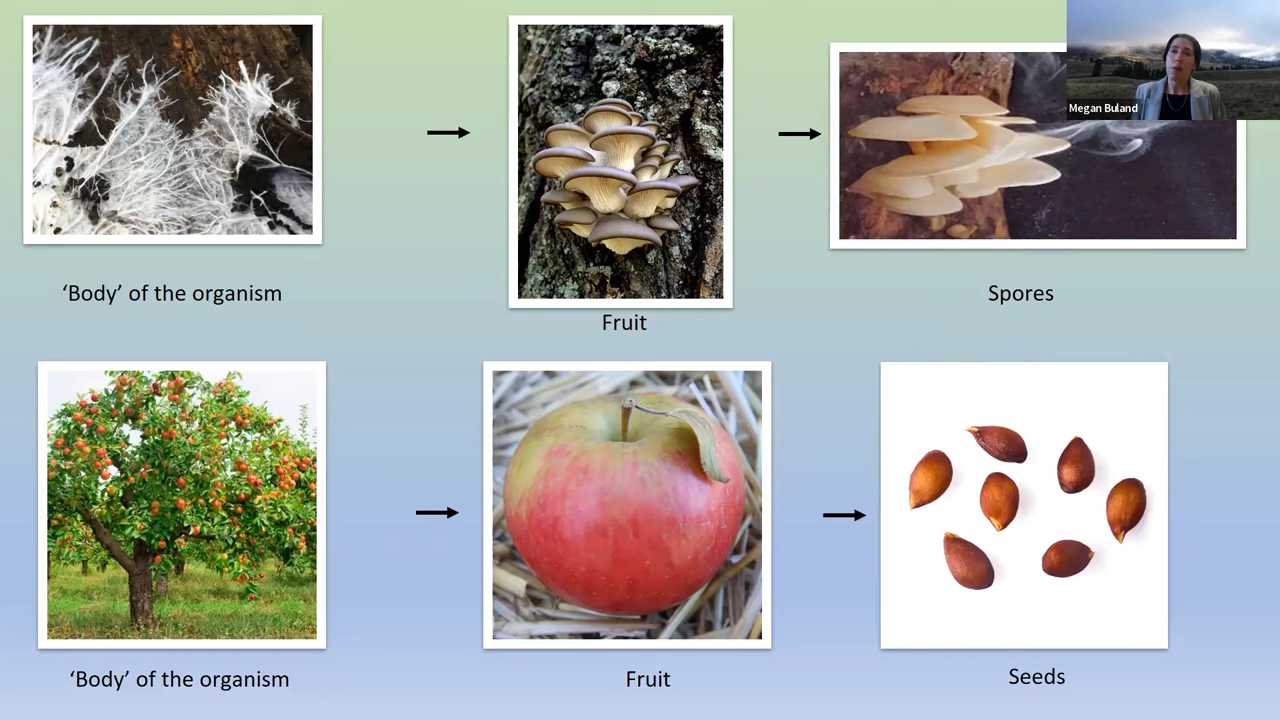 Megan Buland
‘Body’ of the organism
Fruit
Spores
‘Body’ of the organism
Fruit
Seeds